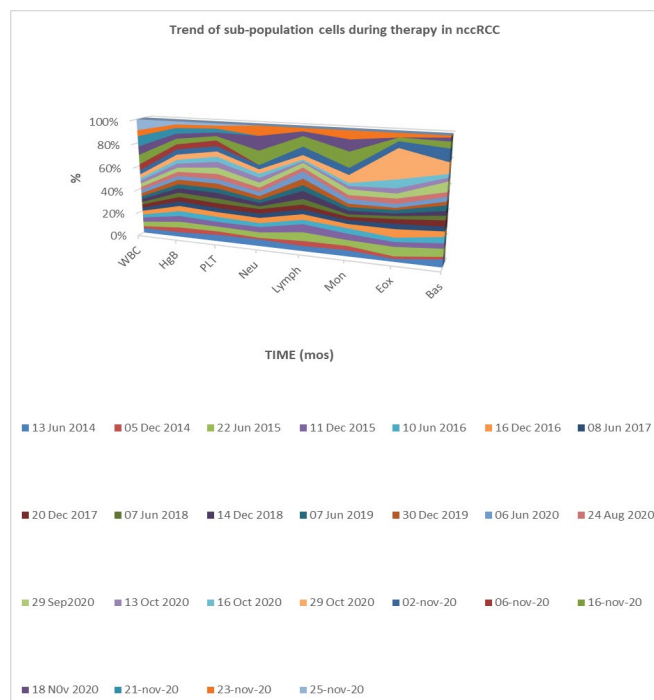 Trend of sub-population cells during therapy in nccRCC
100%
80%
60%
40%
20%
0%
%
WBC
HgB
PLT
Neu
Lymph
Mon
Eox
Bas
TIME (mos)
13 Jun 2014 05 Dec 2014 22 Jun 2015 11 Dec 2015 10 Jun 2016 16 Dec 2016 08 Jun 2017
20 Dec 2017 07 Jun 2018 14 Dec 2018 07 Jun 2019 30 Dec 2019 06 Jun 2020 24 Aug 2020
29 Sep2020 13 Oct 2020 16 Oct 2020 29 Oct 2020 02-nov-20 06-nov-20 16-nov-20
18 N0v 2020 21-nov-20 23-nov-20 25-nov-20